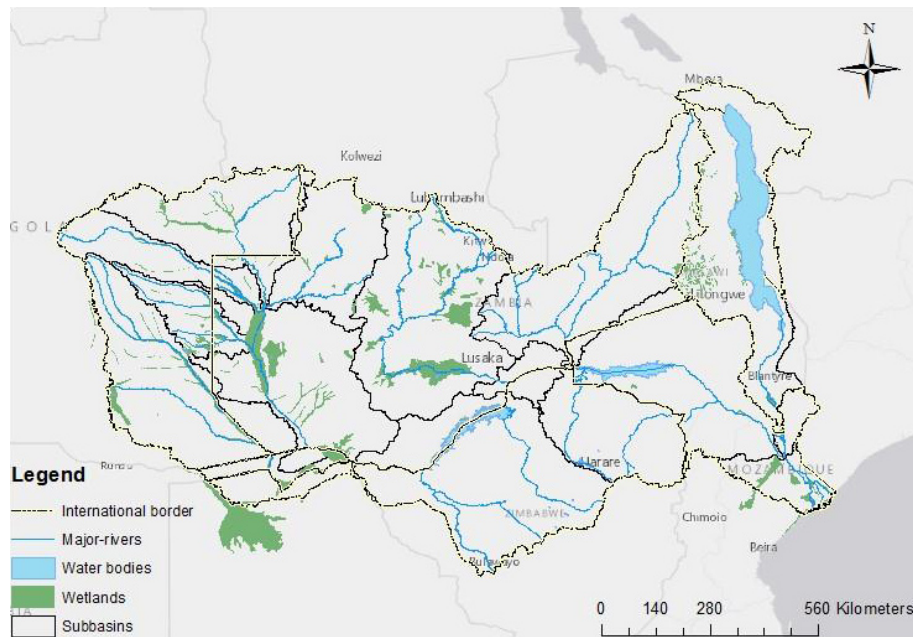 N
Mbeya
Kolwezi
GOLA
Lubumbashi
Kitwe
Ndola
ZAMBIA
Lilongwe
Lusaka
Blantyre
Harare
MOZAMBIQUE
Chimoio
ZIMBABWE
Beira
Bulawayo
Legend
International border
Major-rivers
Water bodies
Wetlands
Subbasins
0 140 280 560 Kilometers